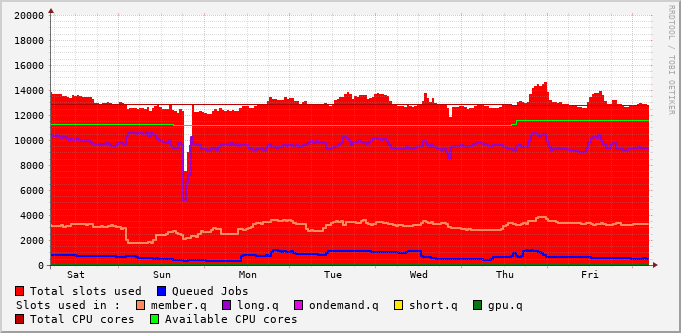 RRDTOOL / TOBI OETIKER
20000
18000
16000
14000
12000
10000
8000
6000
4000
2000
0
Sat Sun Mon Tue Wed Thu Fri
Total slots used Queued Jobs
Slots used in : member.q long.q ondemand.q short.q gpu.q
Total CPU cores Available CPU cores